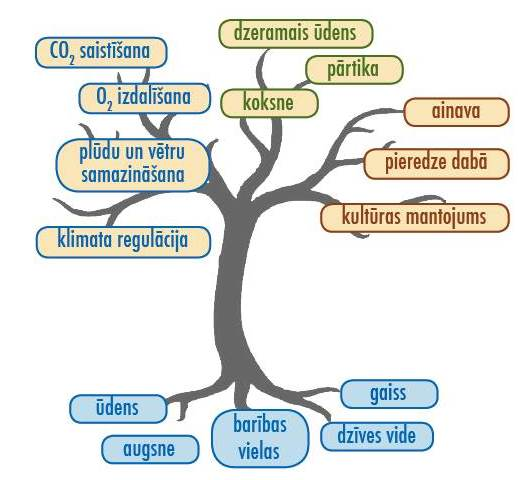 CO₂ saistīšana
O₂ izdalīšana
plūdu un vētru
samazināšana
klimata regulācija
dzeramais ūdens
pārtika
koksne
ainava
pieredze dabā
kultūras mantojums
ūdens
augsne
barības
vielas
gaiss
dzīves vide